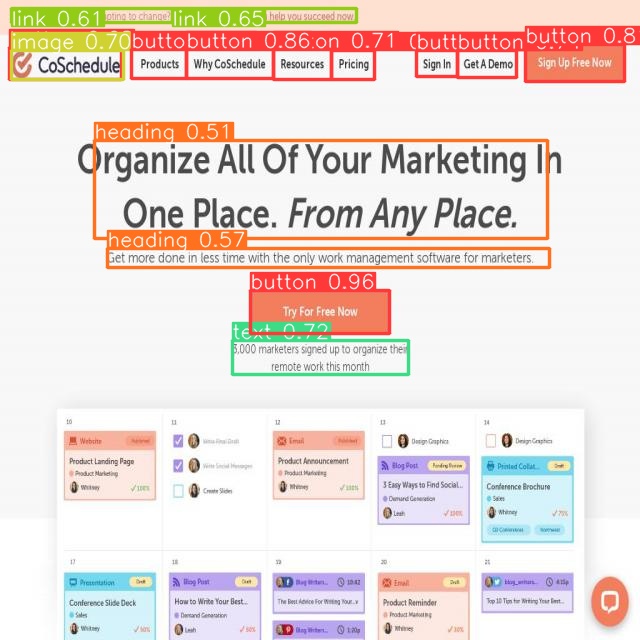 link 0.61
pting to change?
link 0.65
help you succeed now
image 0.70
button 0.86
on 0.71
button
button 0.8
CoSchedule
Products
Why CoSchedule
Resources
Pricing
Sign In
Get A Demo
Sign Up Free Now
heading 0.51
Organize All Of Your Marketing In
One Place. From Any Place.
heading 0.57
Get more done in less time with the only work management software for marketers.
button 0.96
Try For Free Now
text 0.72
3,000 marketers signed up to organize their
remote work this month
10
11
12
13
14
Website
Published
Product Landing Page
Product Marketing
Whitney
✓100%
Write Final Draft
Write Social Messages
Create Slides
Email
Published
Product Announcement
Product Marketing
Whitney
✓100%
Design Graphics
Blog Post
Pending Review
3 Easy Ways to Find Social...
Demand Generation
Leah
✓100%
Design Graphics
Printed Collat...
Draft
Conference Brochure
Sales
Whitney
✓75%
Q3 Conferences
Northwest
17
18
19
20
21
Presentation
Draft
Conference Slide Deck
Sales
Whitney
✓50%
Blog Post
Draft
How to Write Your Best...
Demand Generation
Leah
✓50%
Blog Writers...
10:42
The Best Advice For Writing Your...
Blog Writers...
1:20p
Email
Draft
Product Reminder
Product Marketing
Whitney
✓30%
blog_writers...
4:15p
Top 10 Tips for Writing Your Best...